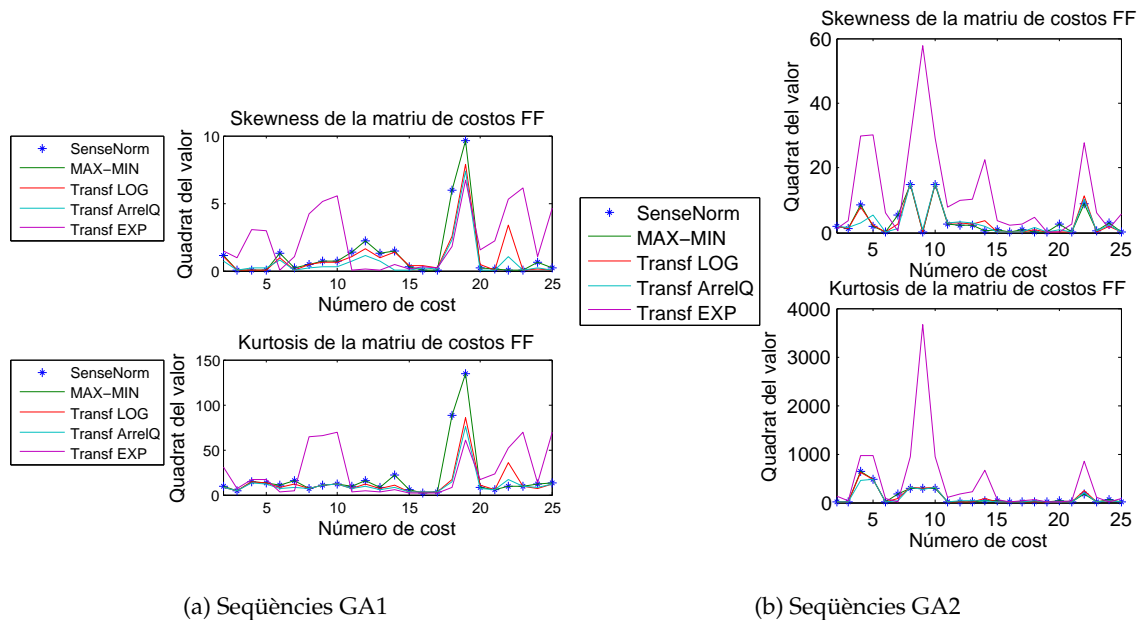 Skewness de la matriu de costos FF
Quadrat del valor
10
5
0
5
10
15
20
25
Número de cost
SenseNorm
MAX−MIN
Transf LOG
Transf ArrelQ
Transf EXP
Kurtosis de la matriu de costos FF
Quadrat del valor
150
100
50
0
5
10
15
20
25
Número de cost
SenseNorm
MAX−MIN
Transf LOG
Transf ArrelQ
Transf EXP
(a) Seqüències GA1
Skewness de la matriu de costos FF
Quadrat del valor
60
40
20
0
5
10
15
20
25
Número de cost
SenseNorm
MAX−MIN
Transf LOG
Transf ArrelQ
Transf EXP
Kurtosis de la matriu de costos FF
Quadrat del valor
4000
3000
2000
1000
0
5
10
15
20
25
Número de cost
(b) Seqüències GA2